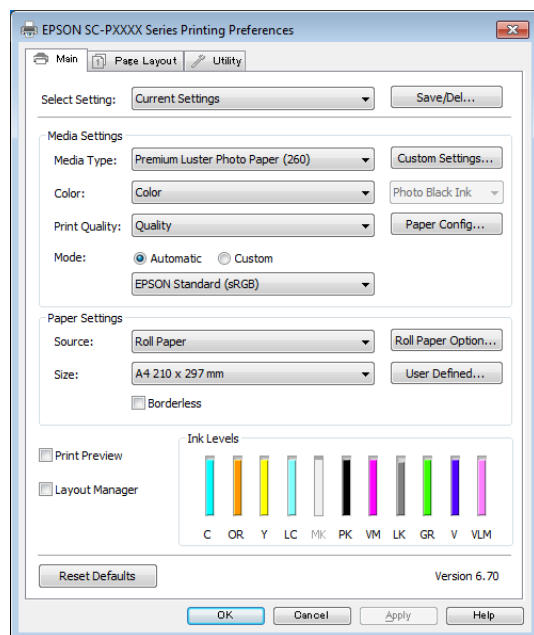 EPSON SC-PXXXX Series Printing Preferences
Main Page Layout Utility
Select Setting: Current Settings Save/Del...
Media Settings
Media Type: Premium Luster Photo Paper (260) Custom Settings...
Color: Color Photo Black Ink
Print Quality: Quality Paper Config...
Mode: Automatic Custom
EPSON Standard (sRGB)
Paper Settings
Source: Roll Paper Roll Paper Option...
Size: A4 210 x 297 mm User Defined...
Borderless
Ink Levels
Print Preview
Layout Manager
C OR Y LC MK PK VM LK GR V VLM
Reset Defaults Version 6.70
OK Cancel Apply Help